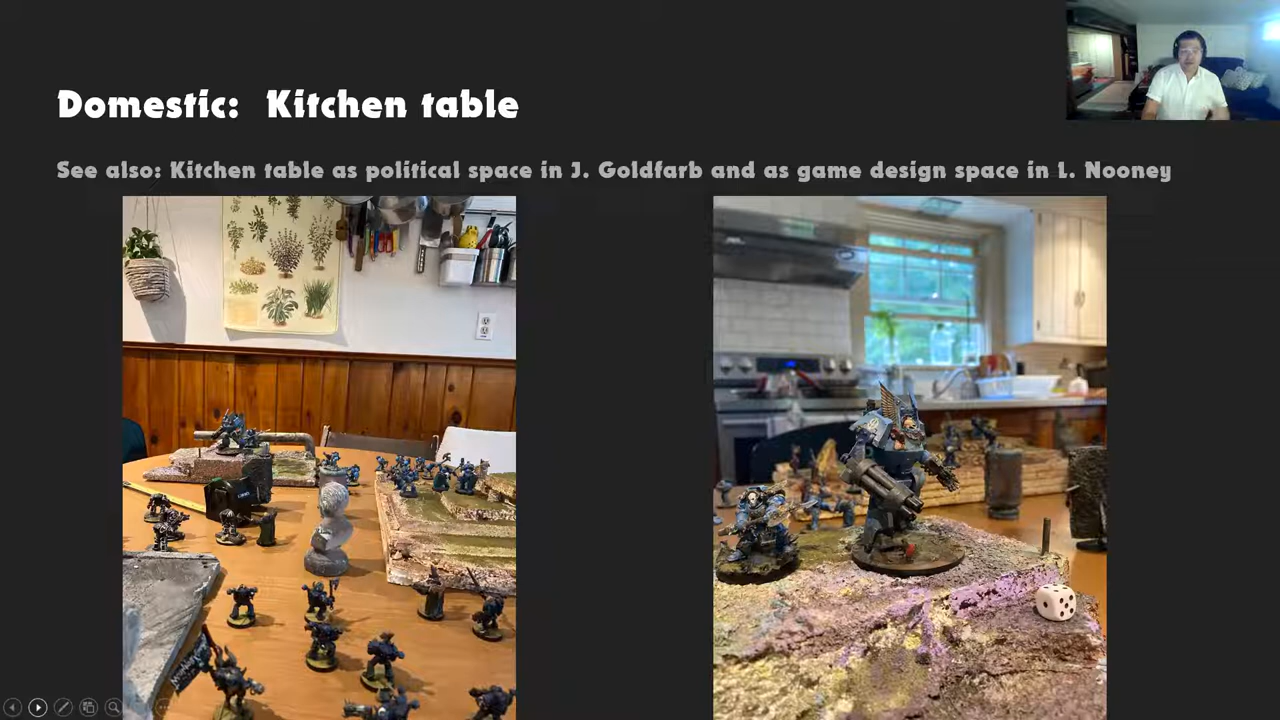 Domestic: Kitchen table
See also: Kitchen table as political space in J. Goldfarb and as game design space in L. Nooney